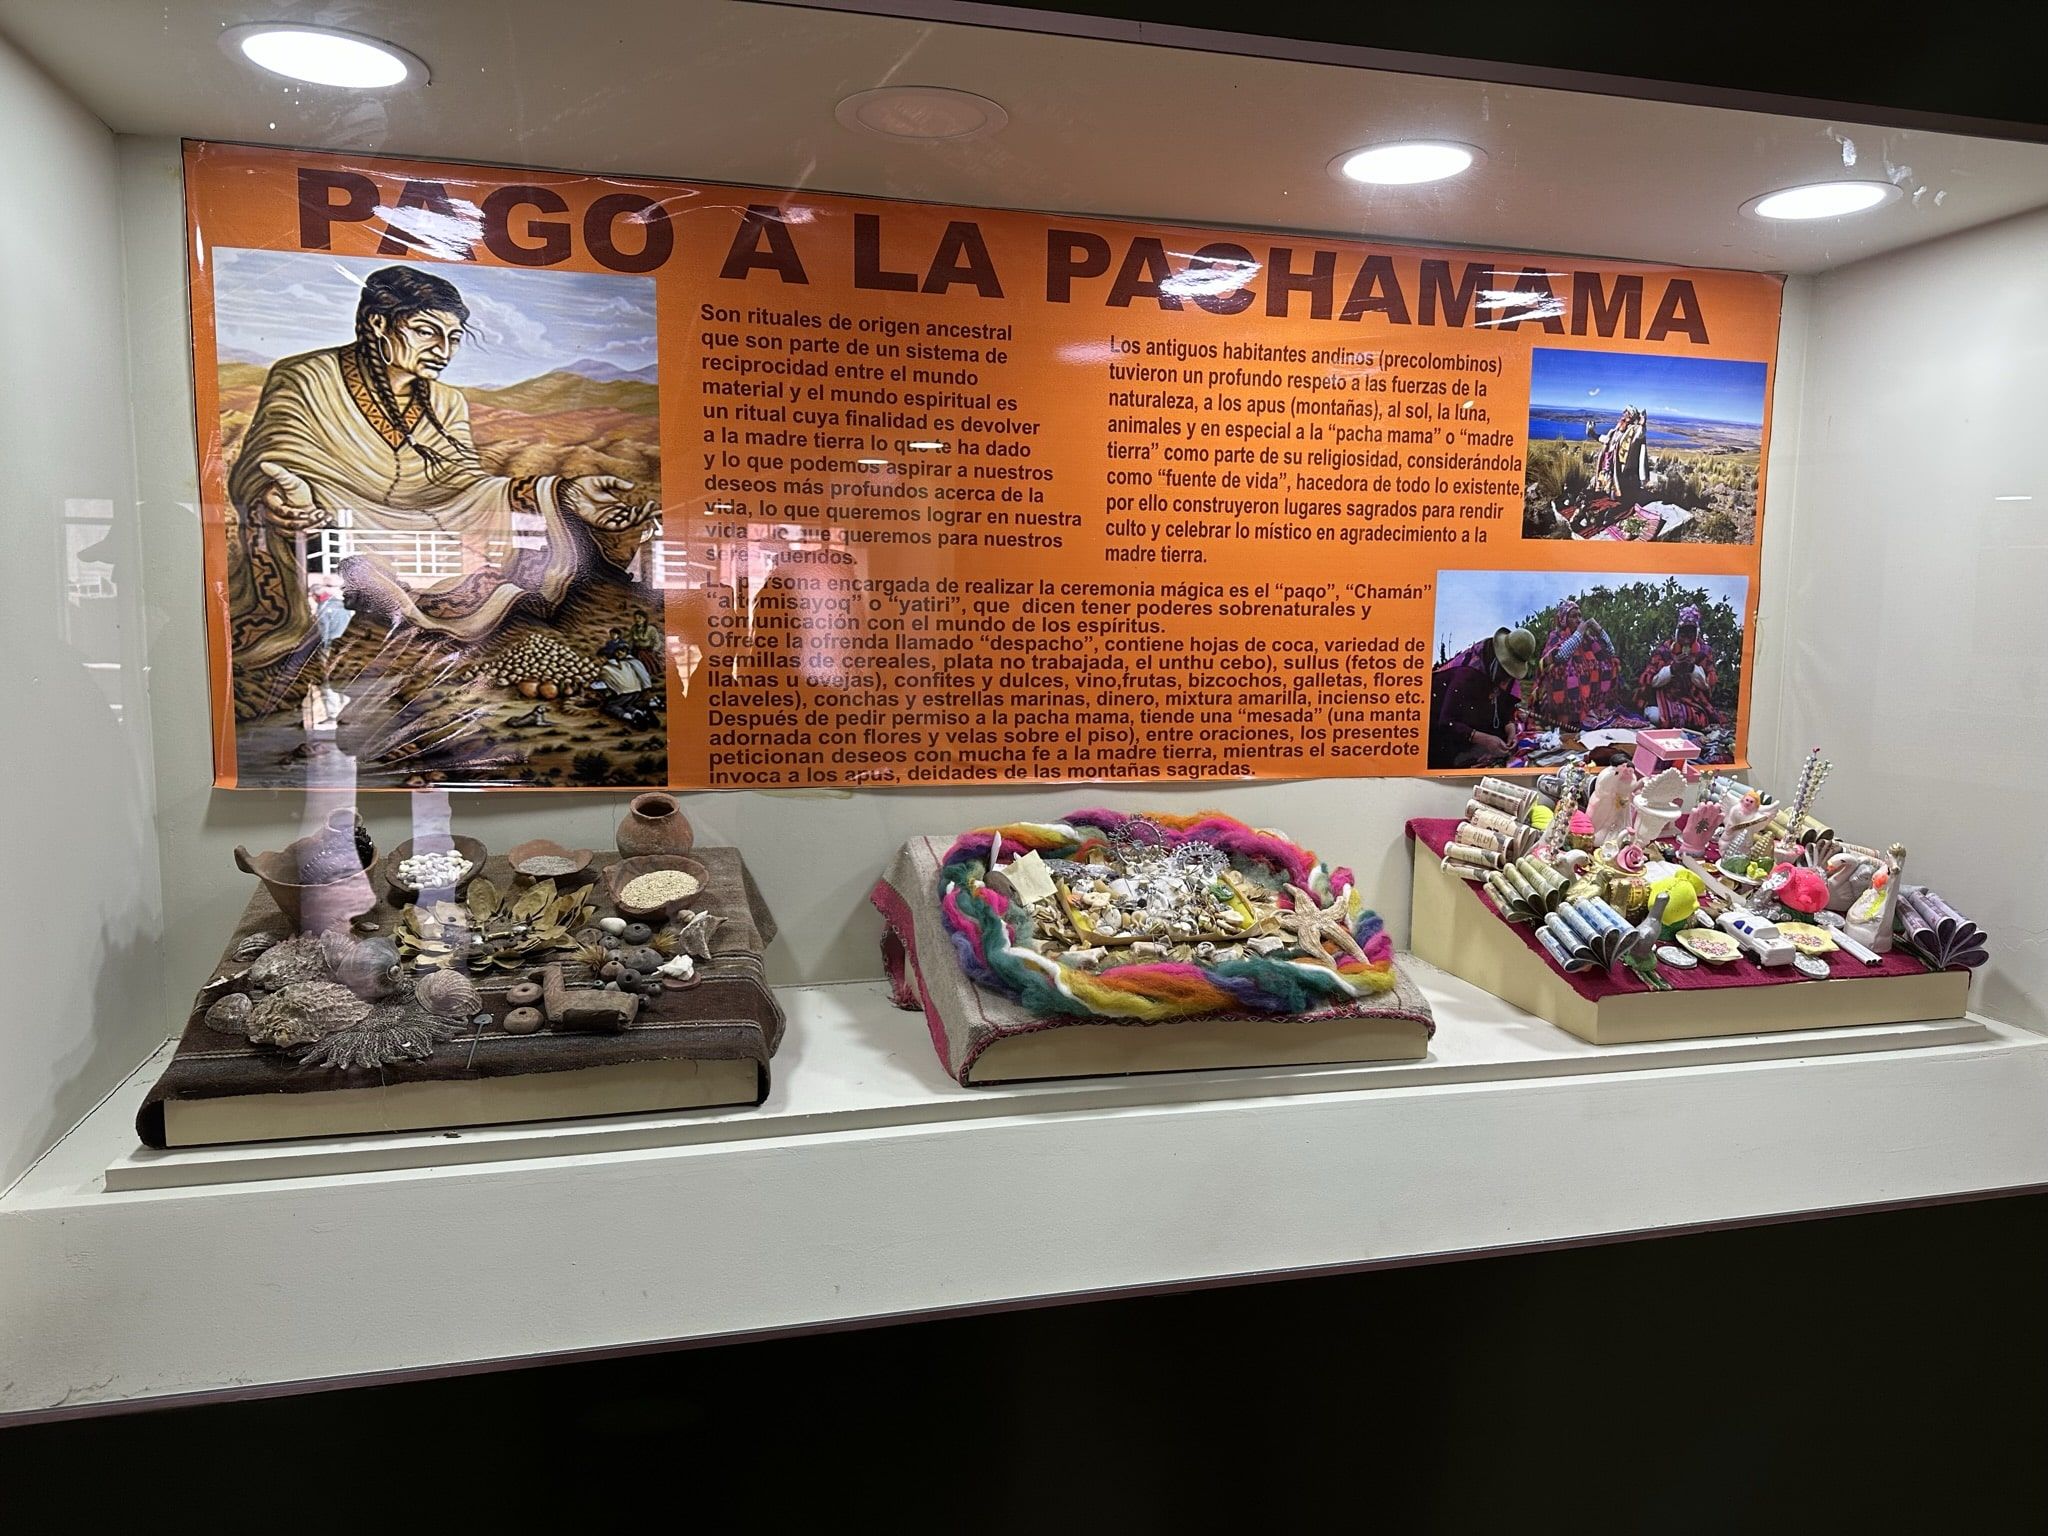 PAGO A LA PACHAMAMA
Son rituales de origen ancestral
que son parte de un sistema de
reciprocidad entre el mundo
material y el mundo espiritual es
un ritual cuya finalidad es devolver
a la madre tierra lo que te ha dado
y lo que podemos aspirar a nuestros
deseos más profundos acerca de la
vida, lo que queremos lograr en nuestra
vida y lo que queremos para nuestros
seres queridos.
Los antiguos habitantes andinos (precolombinos)
tuvieron un profundo respeto a las fuerzas de la
naturaleza, a los apus (montañas), al sol, la luna,
animales y en especial a la “pacha mama” o “madre
tierra” como parte de su religiosidad, considerándola
como “fuente de vida”, hacedora de todo lo existente,
por ello construyeron lugares sagrados para rendir
culto y celebrar lo místico en agradecimiento a la
madre tierra.
La persona encargada de realizar la ceremonia mágica es el “paqo”, “Chamán”
“altomisayoq” o “yatiri”, que dicen tener poderes sobrenaturales y
comunicación con el mundo de los espíritus.
Ofrece la ofrenda llamado “despacho”, contiene hojas de coca, variedad de
semillas de cereales, plata no trabajada, el unthu cebo), sullus (fetos de
llamas u ovejas), confites y dulces, vino,frutas, bizcochos, galletas, flores
claveles), conchas y estrellas marinas, dinero, mixtura amarilla, incienso etc.
Después de pedir permiso a la pacha mama, tiende una “mesada” (una manta
adornada con flores y velas sobre el piso), entre oraciones, los presentes
peticionan deseos con mucha fe a la madre tierra, mientras el sacerdote
invoca a los apus, deidades de las montañas sagradas.